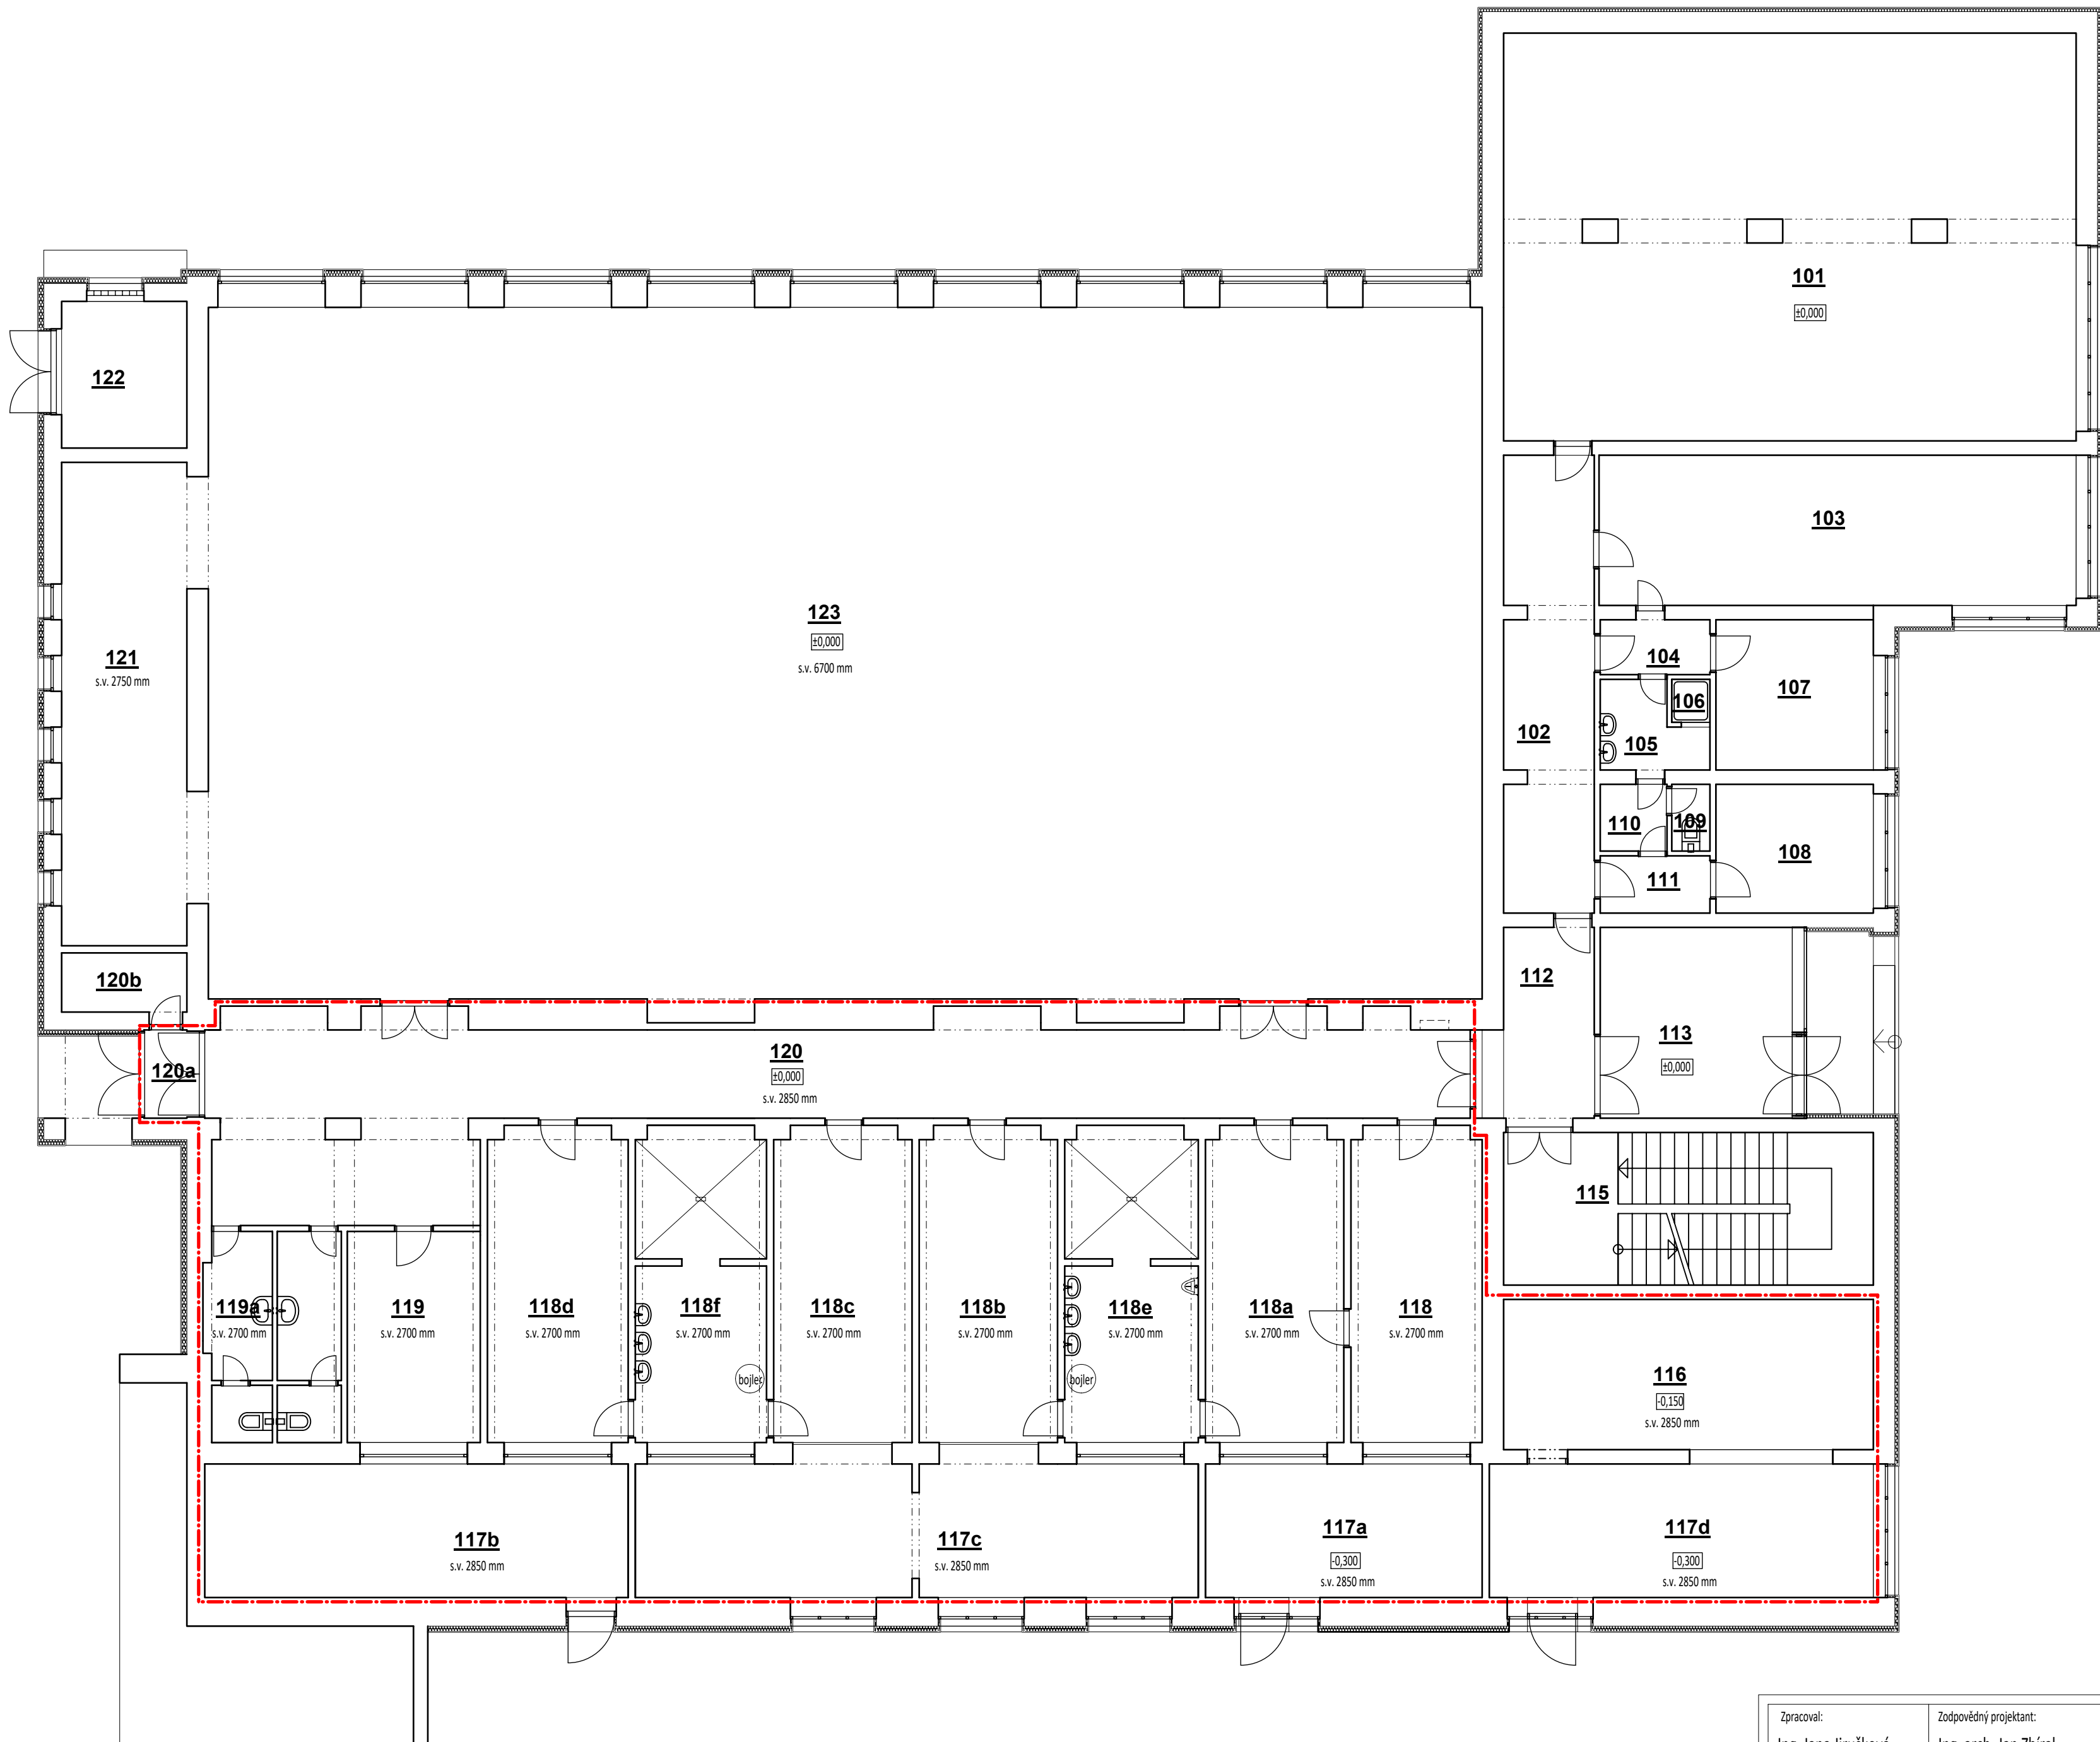 101
±0,000
122
103
123
±0,000
s.v. 6700 mm
121
s.v. 2750 mm
104
107
106
102
105
110
109
108
111
120b
112
113
±0,000
120
±0,000
s.v. 2850 mm
120a
115
119a
s.v. 2700 mm
119
s.v. 2700 mm
118d
s.v. 2700 mm
118f
s.v. 2700 mm
bojler
118c
s.v. 2700 mm
118b
s.v. 2700 mm
118e
s.v. 2700 mm
bojler
118a
s.v. 2700 mm
118
s.v. 2700 mm
116
-0,150
s.v. 2850 mm
117b
s.v. 2850 mm
117c
s.v. 2850 mm
117a
-0,300
s.v. 2850 mm
117d
-0,300
s.v. 2850 mm
Zpracoval:
Zodpovědný projektant: